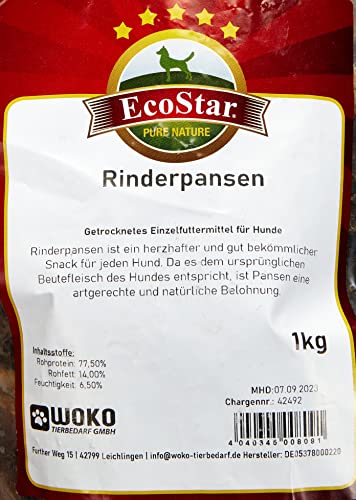 EcoStar®
PURE NATURE
Rinderpansen
Getrocknetes Einzelfuttermittel für Hunde
Rinderpansen ist ein herzhafter und gut bekömmlicher
Snack für jeden Hund. Da es dem ursprünglichen
Beutefleisch des Hundes entspricht, ist Pansen eine
artgerechte und natürliche Belohnung.
1kg
Inhaltsstoffe:
Rohprotein: 77,50%
Rohfett: 14,00%
Feuchtigkeit: 6,50%
MHD:07.09.2023
Chargennr.: 42492
WOKO
TIERBEDARF GMBH
4 040345 008091
Further Weg 15 | 42799 Leichlingen | info@woko-tierbedarf.de Hersteller: DE05378000220